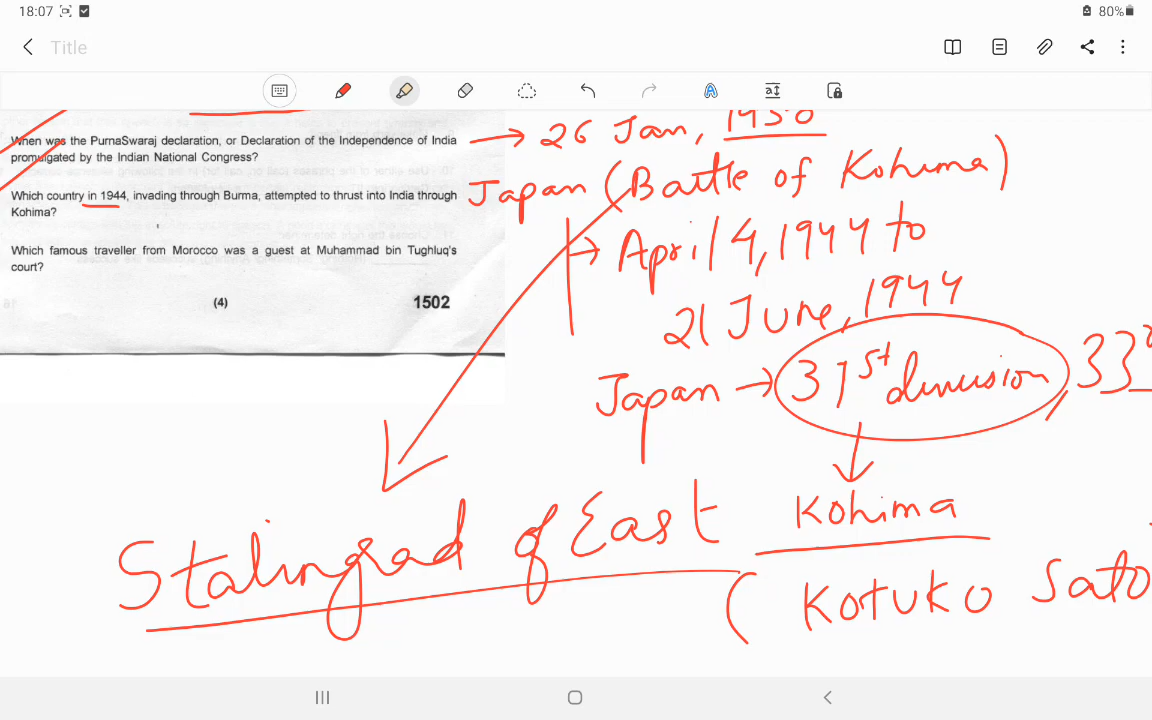 18:07
80%
Title
When was the PurnaSwaraj declaration, or Declaration of the Independence of India
promulgated by the Indian National Congress?
→ 26 Jan, 1930
Which country in 1944, invading through Burma, attempted to thrust into India through
Kohima?
Japan (Battle of Kohima)
→ April 4, 1944 to
21 June, 1944
Which famous traveller from Morocco was a guest at Muhammad bin Tughluq's
court?
(4) 1502
Japan → 31st division, 33
Kohima
Stalingrad of East
( Kotuko Sato